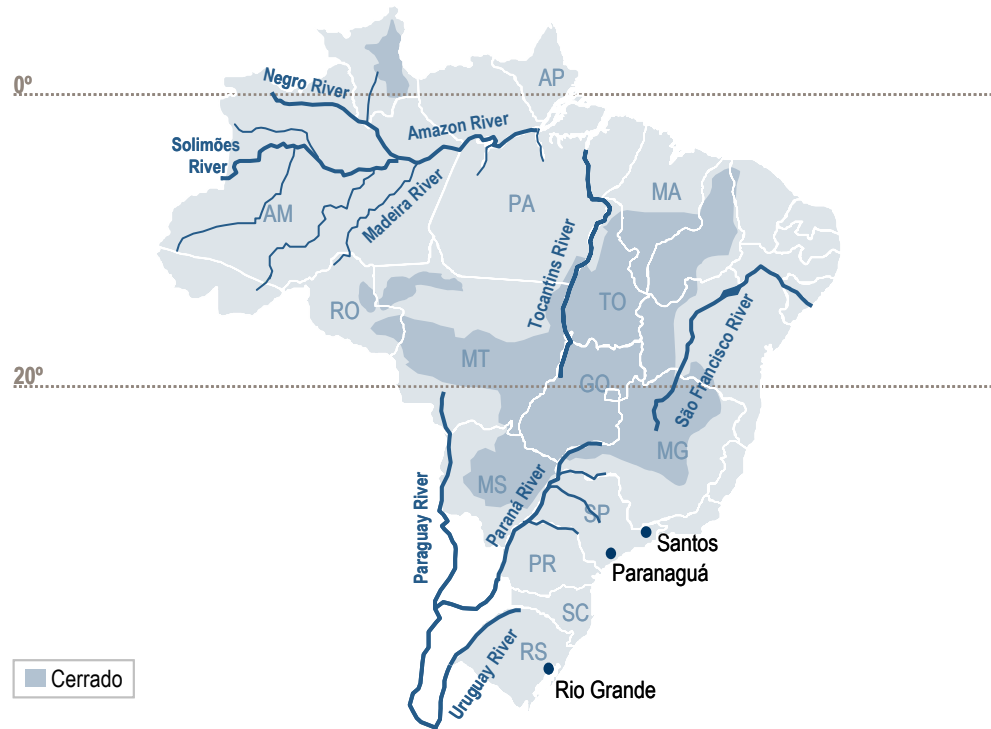 AP
0º
Negro River
Amazon River
Solimões
River
Madeira River
AM
PA
MA
Tocantins River
TO
RO
São Francisco River
MT
20º
GO
MG
MS
Paraná River
Paraguay River
SP
Santos
Paranaguá
PR
SC
Uruguay River
RS
Rio Grande
Cerrado